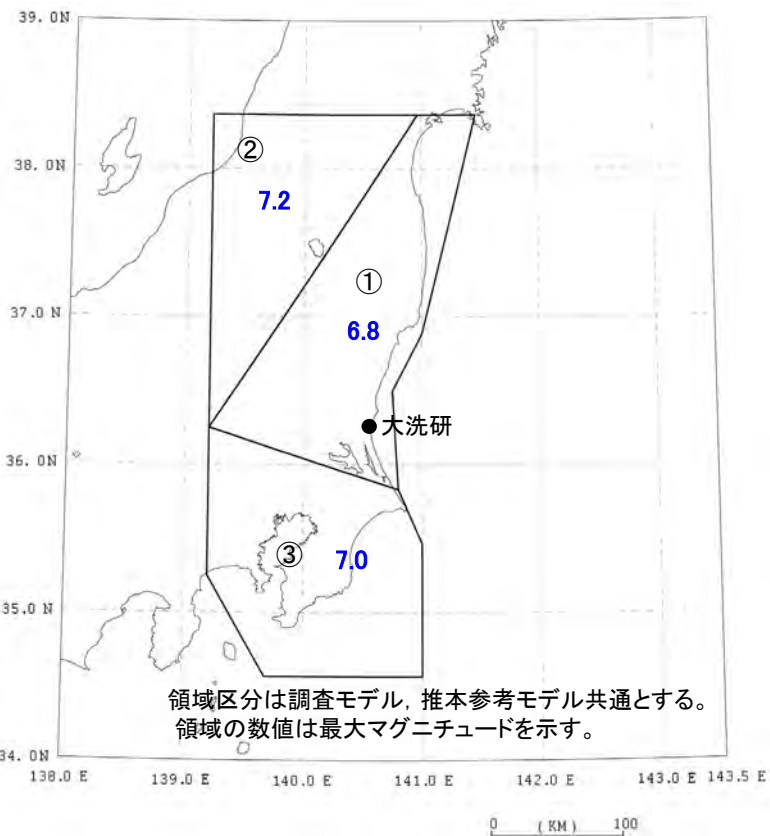 39.0N
②
38.0N
7.2
①
37.0N
6.8
●大洗研
36.0N
③
7.0
35.0 N
領域区分は調査モデル, 推本参考モデル共通とする。
領域の数値は最大マグニチュードを示す。
34.0N
138.0 E 139.0 E 140.0 E 141.0 E 142.0 E 143.0 E 143.5 E
0 (KM) 100